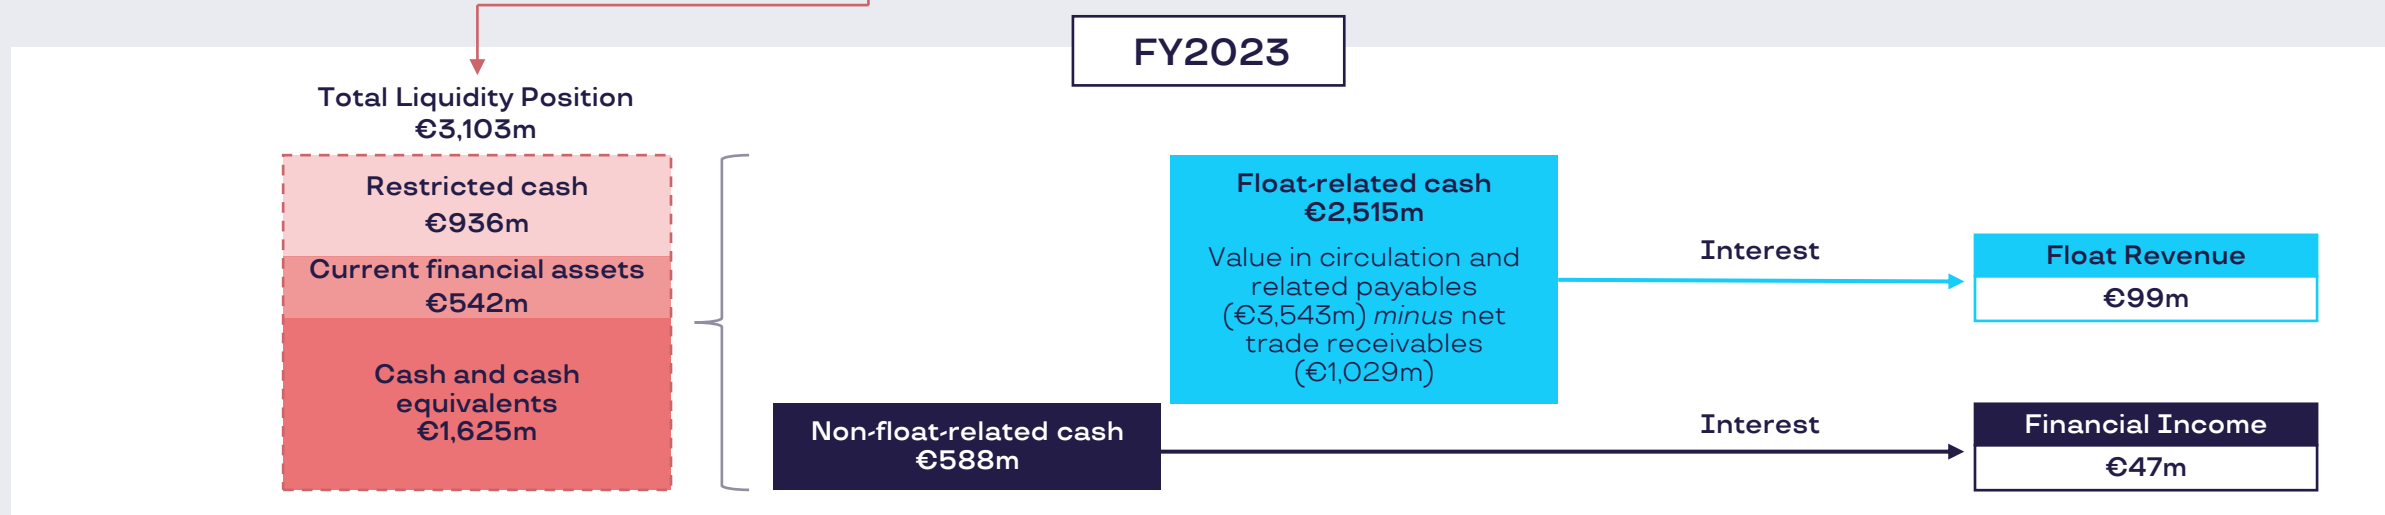 FY2023
Total Liquidity Position
€3,103m
Restricted cash
€936m
Current financial assets
€542m
Cash and cash
equivalents
€1,625m
Float-related cash
€2,515m
Value in circulation and
related payables
(€3,543m) minus net
trade receivables
(€1,029m)
Non-float-related cash
€588m
Interest
Float Revenue
€99m
Interest
Financial Income
€47m